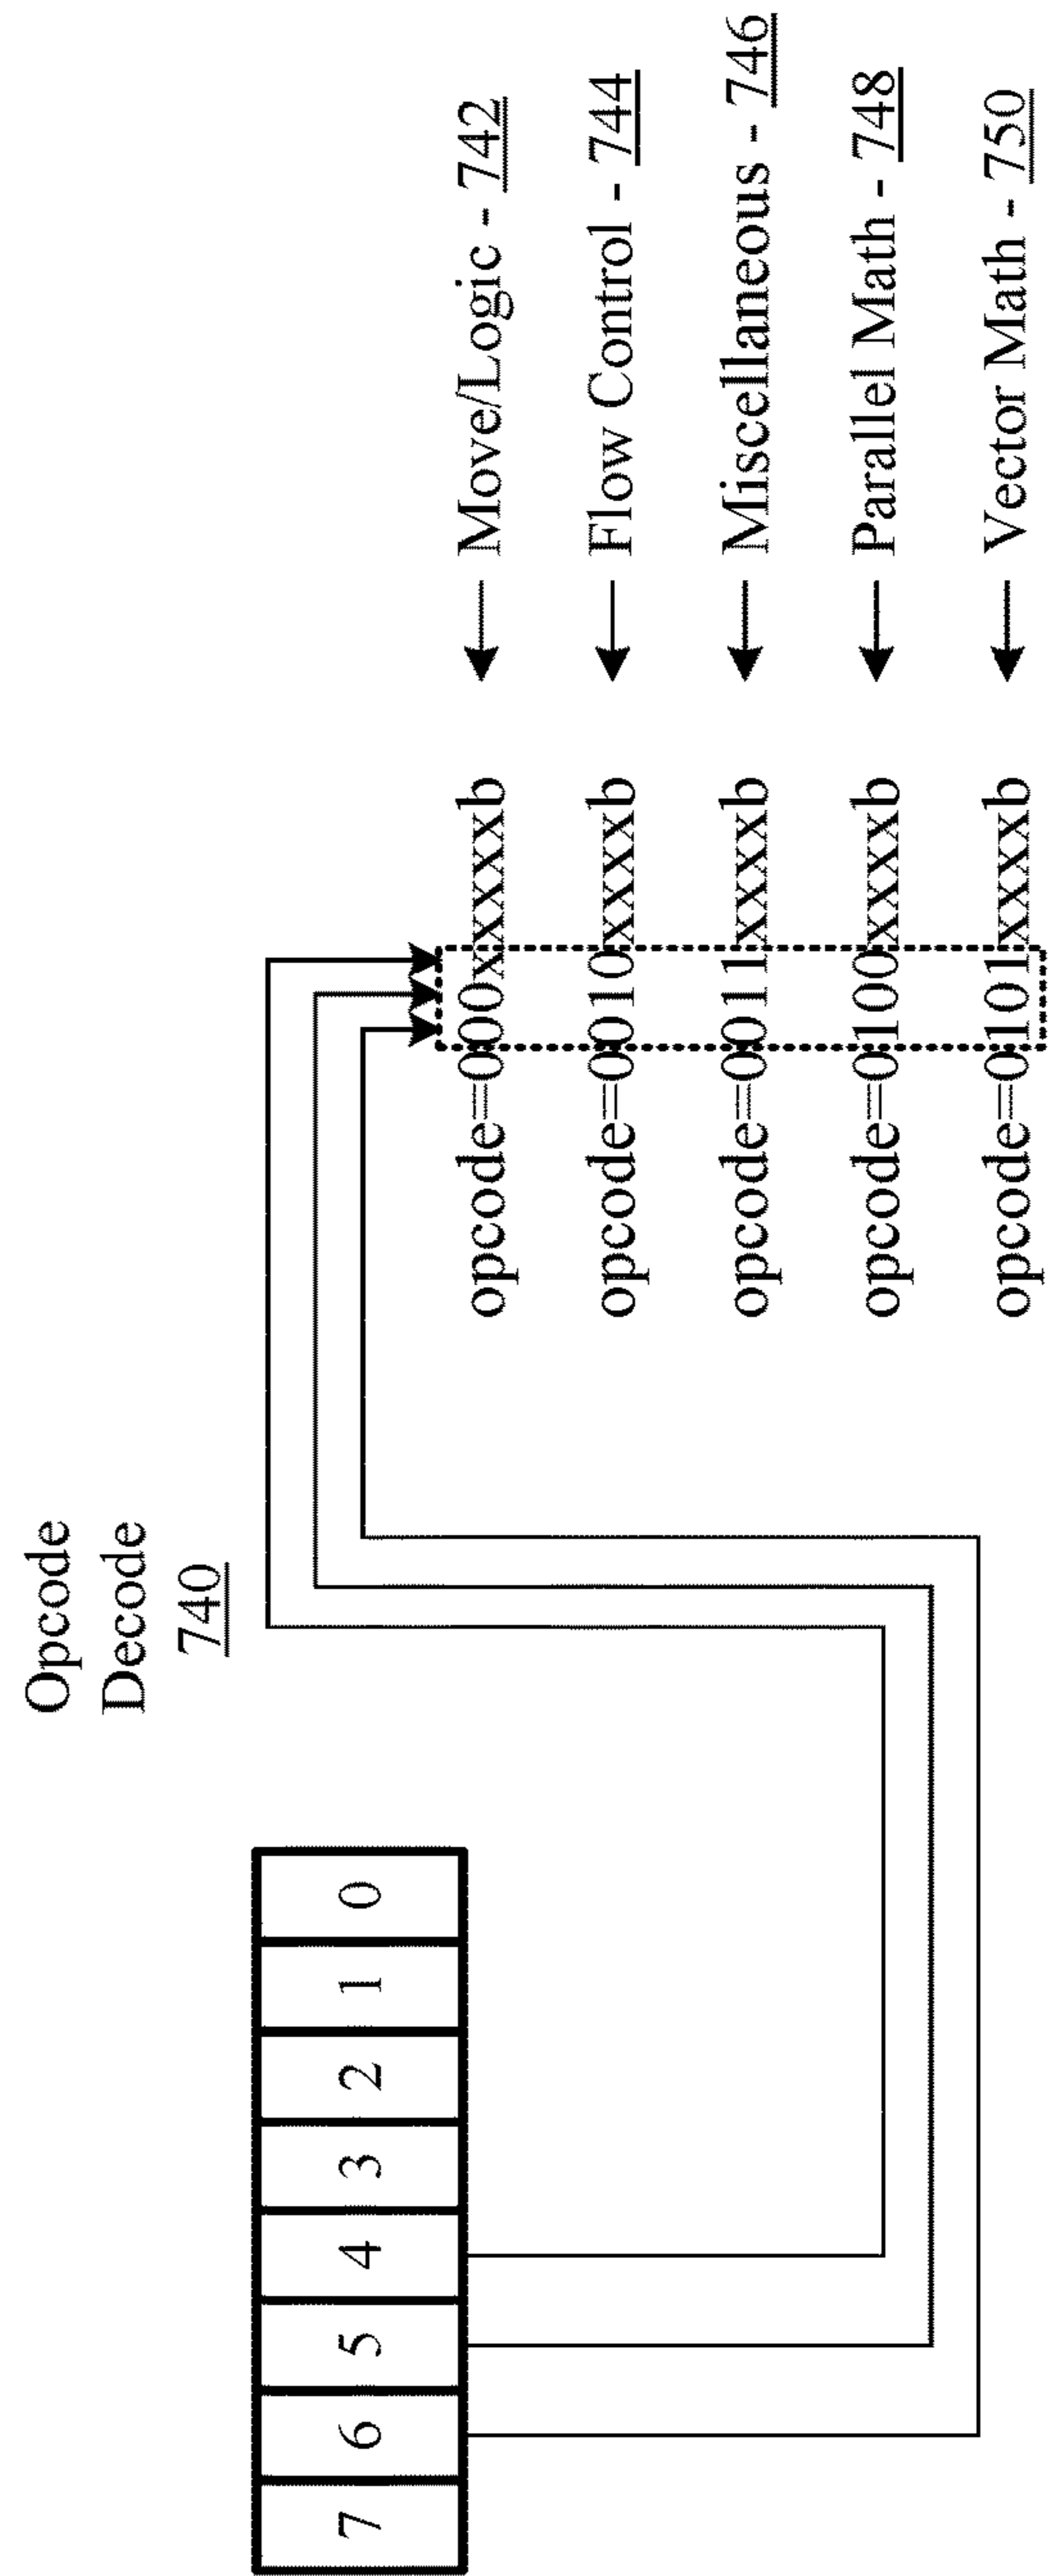 Opcode
Decode
740
7 6 5 4 3 2 1 0
opcode=000xxxxxb Move/Logic - 742
opcode=0010xxxxb Flow Control - 744
opcode=0011xxxxb Miscellaneous - 746
opcode=0100xxxxb Parallel Math - 748
opcode=0101xxxxb Vector Math - 750